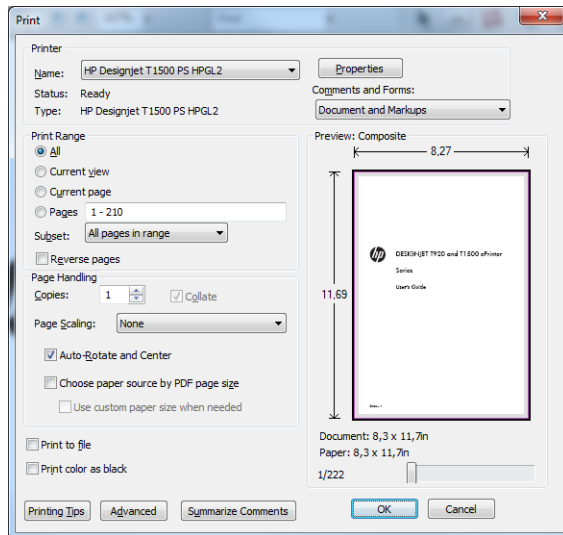 Print
Printer
Name: HP Designjet T1500 PS HPGL2
Properties
Status: Ready
Comments and Forms:
Type: HP Designjet T1500 PS HPGL2
Document and Markups
Print Range
All
Current view
Current page
Pages 1 - 210
Subset: All pages in range
Reverse pages
Page Handling
Copies: 1 Collate
Page Scaling: None
Auto-Rotate and Center
Choose paper source by PDF page size
Use custom paper size when needed
Print to file
Print color as black
Preview: Composite
8,27
11,69
hp
DESIGNJET T920 and T1500 ePrinter
Series
User's Guide
Document: 8,3 x 11,7in
Paper: 8,3 x 11,7in
1/222
Printing Tips Advanced Summarize Comments OK Cancel